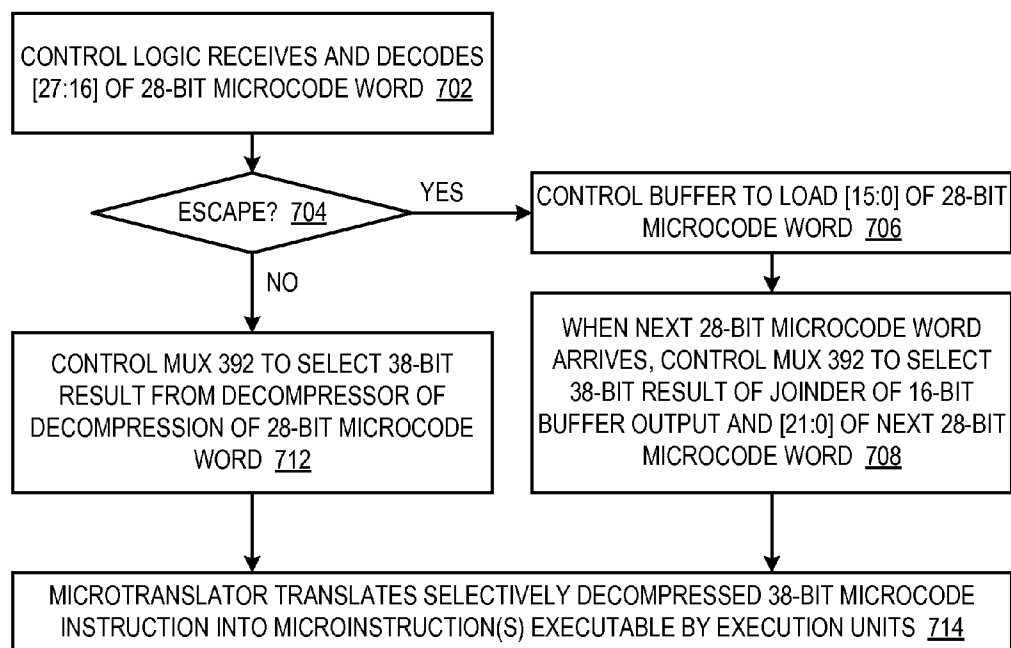 CONTROL LOGIC RECEIVES AND DECODES
[27:16] OF 28-BIT MICROCODE WORD 702
ESCAPE? 704
YES
NO
CONTROL BUFFER TO LOAD [15:0] OF 28-BIT
MICROCODE WORD 706
CONTROL MUX 392 TO SELECT 38-BIT
RESULT FROM DECOMPRESSOR OF
DECOMPRESSION OF 28-BIT MICROCODE
WORD 712
WHEN NEXT 28-BIT MICROCODE WORD
ARRIVES, CONTROL MUX 392 TO SELECT
38-BIT RESULT OF JOINDER OF 16-BIT
BUFFER OUTPUT AND [21:0] OF NEXT 28-BIT
MICROCODE WORD 708
MICROTRANSLATOR TRANSLATES SELECTIVELY DECOMPRESSED 38-BIT MICROCODE
INSTRUCTION INTO MICROINSTRUCTION(S) EXECUTABLE BY EXECUTION UNITS 714